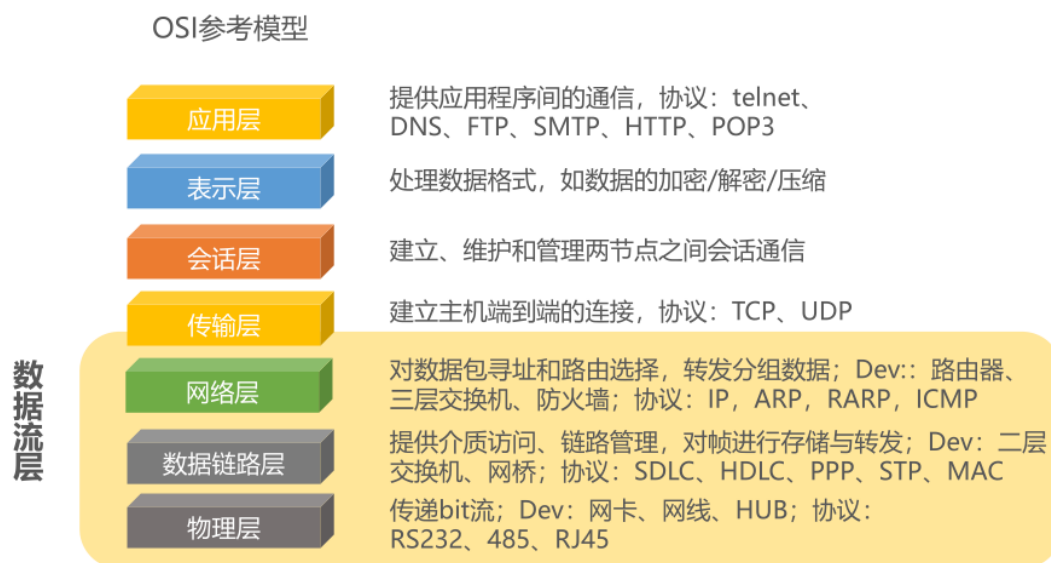 OSI参考模型
应用层
提供应用程序间的通信，协议：telnet、
DNS、FTP、SMTP、HTTP、POP3
表示层
处理数据格式，如数据的加密/解密/压缩
会话层
建立、维护和管理两节点之间会话通信
传输层
建立主机端到端的连接，协议：TCP、UDP
数据流层
网络层
对数据包寻址和路由选择，转发分组数据；Dev:：路由器、
三层交换机、防火墙；协议：IP，ARP，RARP，ICMP
数据链路层
提供介质访问、链路管理，对帧进行存储与转发；Dev：二层
交换机、网桥；协议：SDLC、HDLC、PPP、STP、MAC
物理层
传递bit流；Dev：网卡、网线、HUB；协议：
RS232、485、RJ45